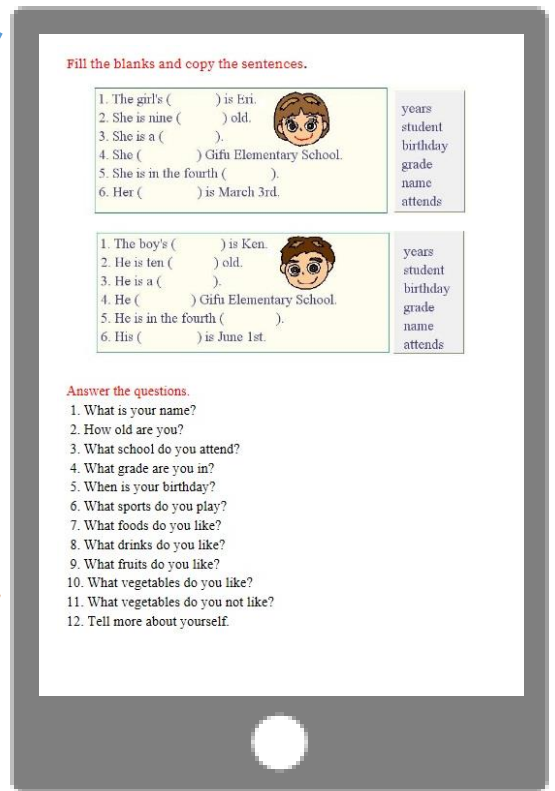 Fill the blanks and copy the sentences.
1. The girl's ( ) is Eri.
2. She is nine ( ) old.
3. She is a ( ).
4. She ( ) Gifu Elementary School.
5. She is in the fourth ( ).
6. Her ( ) is March 3rd.
years
student
birthday
grade
name
attends
1. The boy's ( ) is Ken.
2. He is ten ( ) old.
3. He is a ( ).
4. He ( ) Gifu Elementary School.
5. He is in the fourth ( ).
6. His ( ) is June 1st.
years
student
birthday
grade
name
attends
Answer the questions.
1. What is your name?
2. How old are you?
3. What school do you attend?
4. What grade are you in?
5. When is your birthday?
6. What sports do you play?
7. What foods do you like?
8. What drinks do you like?
9. What fruits do you like?
10. What vegetables do you like?
11. What vegetables do you not like?
12. Tell more about yourself.